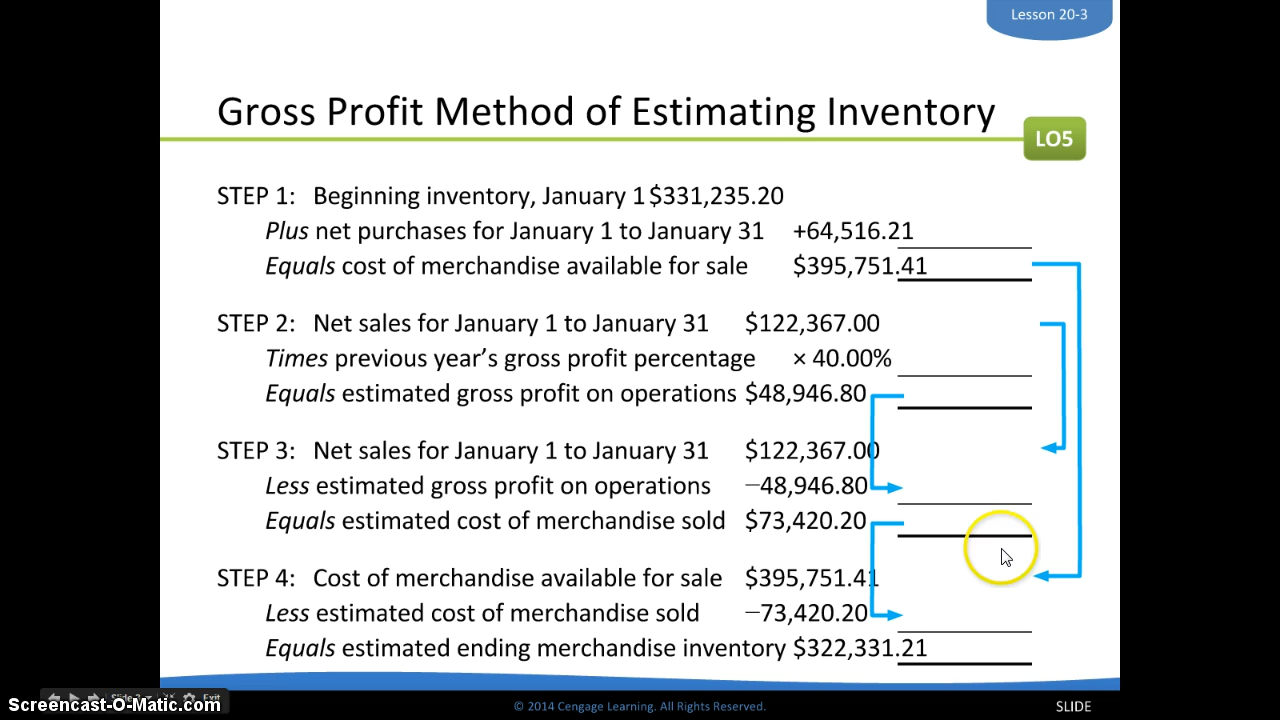 Lesson 20-3
Gross Profit Method of Estimating Inventory
LO5
STEP 1: Beginning inventory, January 1 $331,235.20
Plus net purchases for January 1 to January 31 +64,516.21
Equals cost of merchandise available for sale $395,751.41
STEP 2: Net sales for January 1 to January 31 $122,367.00
Times previous year’s gross profit percentage × 40.00%
Equals estimated gross profit on operations $48,946.80
STEP 3: Net sales for January 1 to January 31 $122,367.00
Less estimated gross profit on operations −48,946.80
Equals estimated cost of merchandise sold $73,420.20
STEP 4: Cost of merchandise available for sale $395,751.41
Less estimated cost of merchandise sold −73,420.20
Equals estimated ending merchandise inventory $322,331.21
Exit
Screencast-O-Matic.com
© 2014 Cengage Learning. All Rights Reserved.
SLIDE